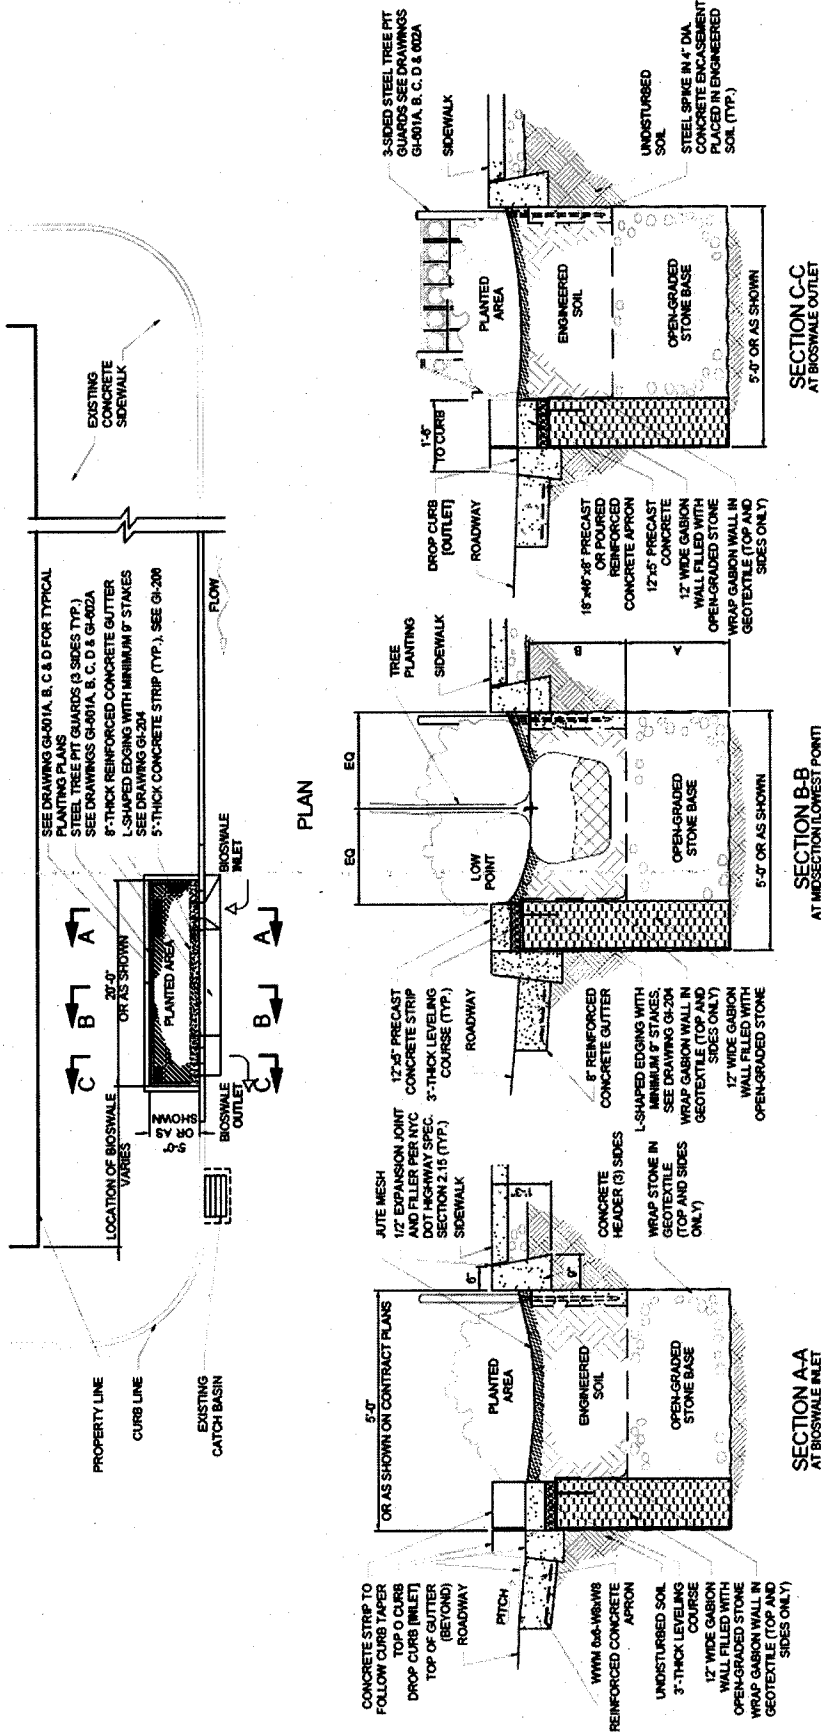 PROPERTY LINE
CURB LINE
EXISTING
CATCH BASIN
LOCATION OF BIOSWALE
VARIES
20'-0"
OR AS SHOWN
5'-0"
OR AS
SHOWN
BIOSWALE
OUTLET
PLANTED AREA
C
B
A
C
B
A
BIOSWALE
INLET
SEE DRAWING GI-601A, B, C & D FOR TYPICAL
PLANTING PLANS
STEEL TREE PIT GUARDS (3 SIDES TYP.)
SEE DRAWINGS GI-601A, B, C, D & GI-602A
8"-THICK REINFORCED CONCRETE GUTTER
L-SHAPED EDGING WITH MINIMUM 9" STAKES
SEE DRAWING GI-204
5"-THICK CONCRETE STRIP (TYP.), SEE GI-206
FLOW
EXISTING
CONCRETE
SIDEWALK
PLAN
CONCRETE STRIP TO
FOLLOW CURB TAPER
TOP O CURB
DROP CURB [INLET]
TOP OF GUTTER
(BEYOND)
ROADWAY
PITCH
WWM 6x6-W8xW8
REINFORCED CONCRETE
APRON
UNDISTURBED SOIL
3"-THICK LEVELING
COURSE
12" WIDE GABION
WALL FILLED WITH
OPEN-GRADED STONE
WRAP GABION WALL IN
GEOTEXTILE (TOP AND
SIDES ONLY)
5'-0"
OR AS SHOWN ON CONTRACT PLANS
PLANTED
AREA
ENGINEERED
SOIL
OPEN-GRADED
STONE BASE
JUTE MESH
1/2" EXPANSION JOINT
AND FILLER PER NYC
DOT HIGHWAY SPEC.
SECTION 2.15 (TYP.)
SIDEWALK
6"
9"
1'-3"
CONCRETE
HEADER (3) SIDES
WRAP STONE IN
GEOTEXTILE
(TOP AND SIDES
ONLY)
SECTION A-A
AT BIOSWALE INLET
12"x5" PRECAST
CONCRETE STRIP
3"-THICK LEVELING
COURSE (TYP.)
ROADWAY
8" REINFORCED
CONCRETE GUTTER
L-SHAPED EDGING WITH
MINIMUM 9" STAKES,
SEE DRAWING GI-204
WRAP GABION WALL IN
GEOTEXTILE (TOP AND
SIDES ONLY)
12" WIDE GABION
WALL FILLED WITH
OPEN-GRADED STONE
EQ
EQ
LOW
POINT
OPEN-GRADED
STONE BASE
5'-0" OR AS SHOWN
TREE
PLANTING
SIDEWALK
B
A
SECTION B-B
AT MIDSECTION [LOWEST POINT]
1'-6"
TO CURB
DROP CURB
[OUTLET]
ROADWAY
18"x46"x8" PRECAST
OR POURED
REINFORCED
CONCRETE APRON
12"x5" PRECAST
CONCRETE
12" WIDE GABION
WALL FILLED WITH
OPEN-GRADED STONE
WRAP GABION WALL IN
GEOTEXTILE (TOP AND
SIDES ONLY)
PLANTED
AREA
ENGINEERED
SOIL
OPEN-GRADED
STONE BASE
5'-0" OR AS SHOWN
3-SIDED STEEL TREE PIT
GUARDS SEE DRAWINGS
GI-601A, B, C, D & 602A
SIDEWALK
UNDISTURBED
SOIL
STEEL SPIKE IN 4" DIA.
CONCRETE ENCASEMENT
PLACED IN ENGINEERED
SOIL (TYP.)
SECTION C-C
AT BIOSWALE OUTLET